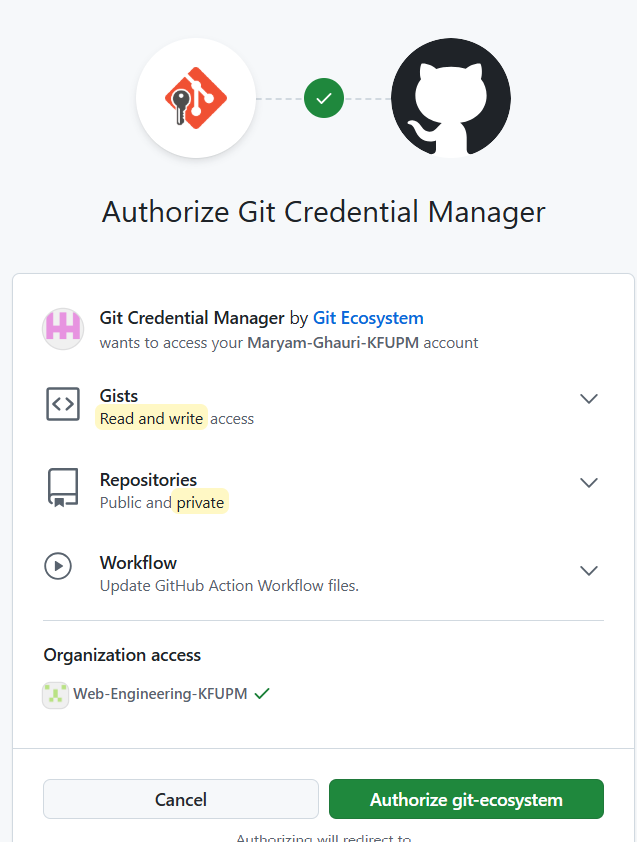 Authorize Git Credential Manager
Git Credential Manager by Git Ecosystem
wants to access your Maryam-Ghauri-KFUPM account
Gists
Read and write access
Repositories
Public and private
Workflow
Update GitHub Action Workflow files.
Organization access
Web-Engineering-KFUPM
Cancel
Authorize git-ecosystem
Authorizing will redirect to